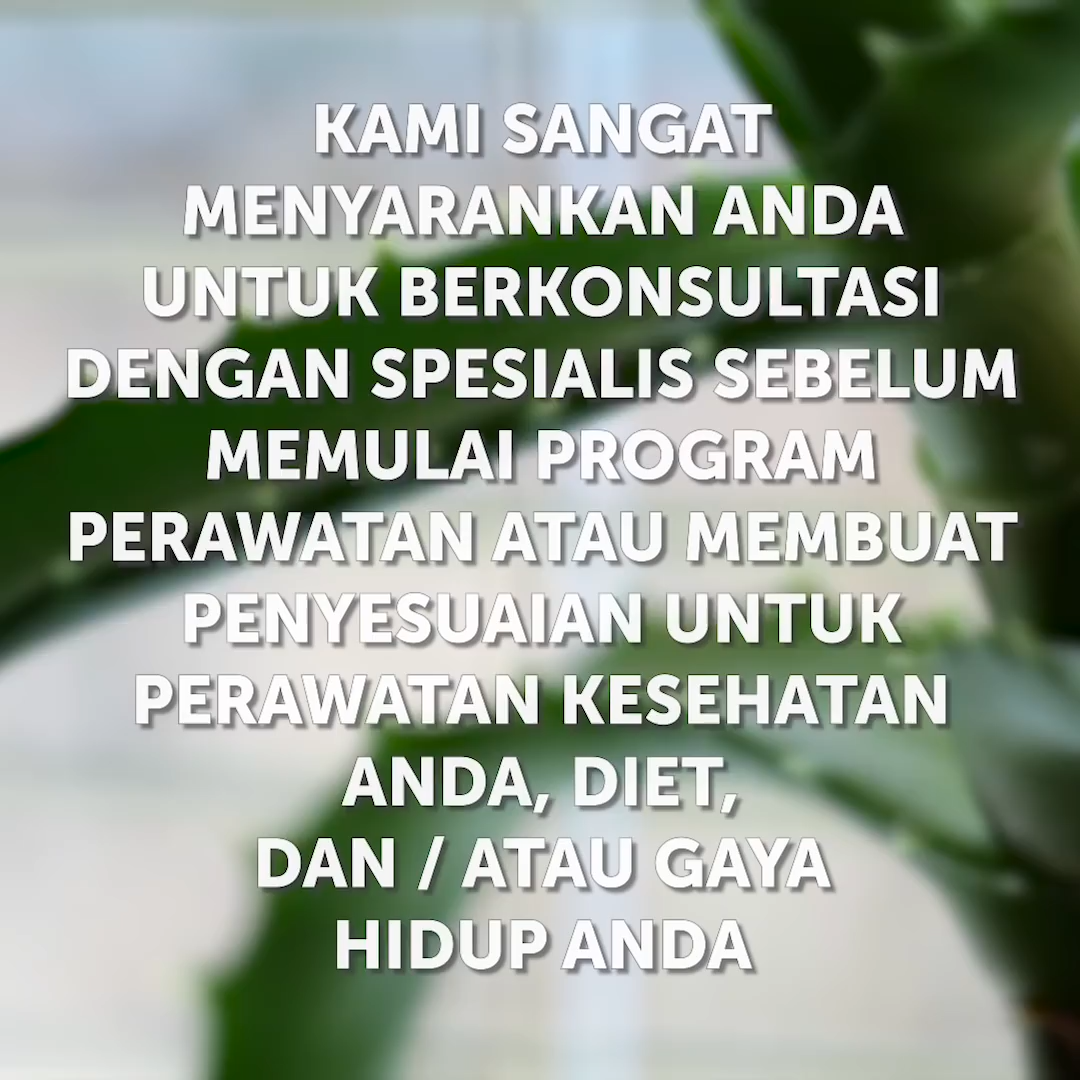 KAMI SANGAT
MENYARANKAN ANDA
UNTUK BERKONSULTASI
DENGAN SPESIALIS SEBELUM
MEMULAI PROGRAM
PERAWATAN ATAU MEMBUAT
PENYESUAIAN UNTUK
PERAWATAN KESEHATAN
ANDA, DIET,
DAN / ATAU GAYA
HIDUP ANDA